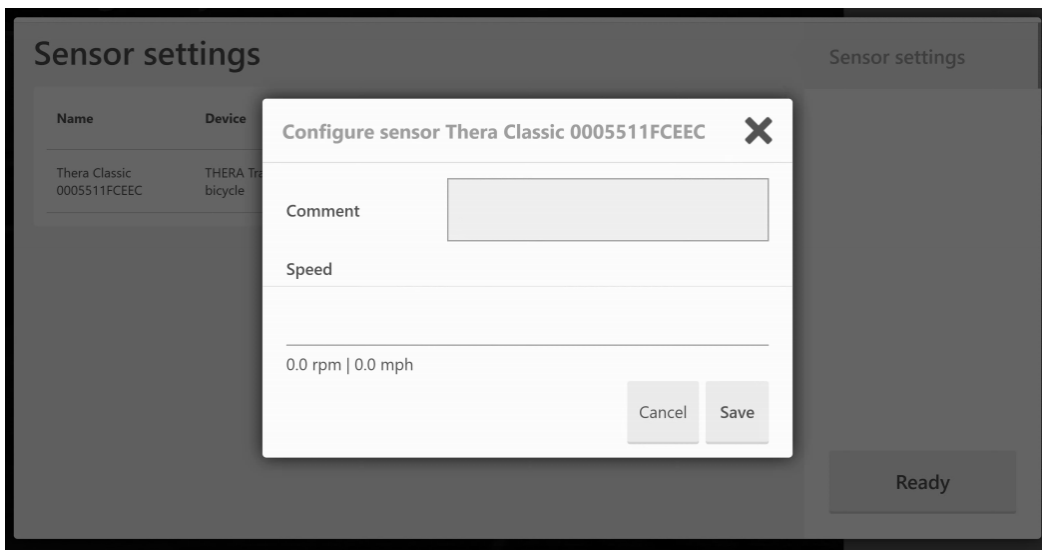 Sensor settings
Sensor settings
Name
Device
Configure sensor Thera Classic 0005511FCEEC
Thera Classic
0005511FCEEC
THERA
bicycle
Comment
Speed
0.0 rpm | 0.0 mph
Cancel
Save
Ready